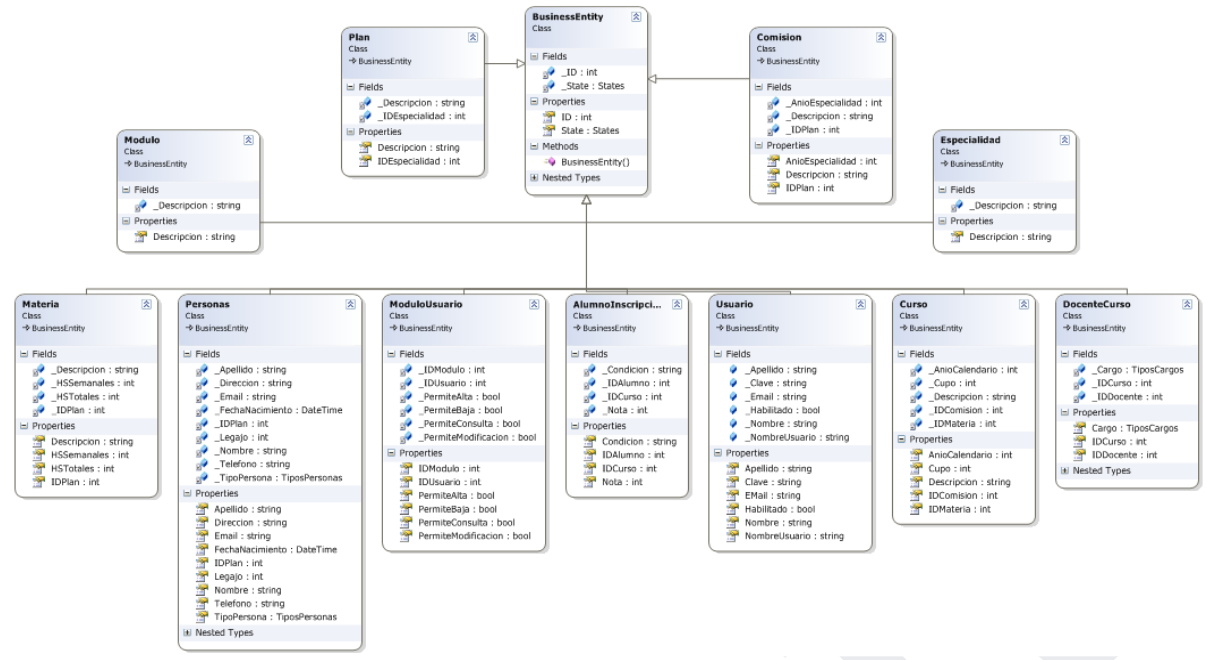 BusinessEntity
Class
Fields
_ID : int
_State : States
Properties
ID : int
State : States
Methods
BusinessEntity()
Nested Types
Plan
Class
BusinessEntity
Fields
_Descripcion : string
_IDEspecialidad : int
Properties
Descripcion : string
IDEspecialidad : int
Comision
Class
BusinessEntity
Fields
_AnioEspecialidad : int
_Descripcion : string
_IDPlan : int
Properties
AnioEspecialidad : int
Descripcion : string
IDPlan : int
Modulo
Class
BusinessEntity
Fields
_Descripcion : string
Properties
Descripcion : string
Especialidad
Class
BusinessEntity
Fields
_Descripcion : string
Properties
Descripcion : string
Materia
Class
BusinessEntity
Fields
_Descripcion : string
_HSSemanales : int
_HSTotales : int
_IDPlan : int
Properties
Descripcion : string
HSSemanales : int
HSTotales : int
IDPlan : int
Personas
Class
BusinessEntity
Fields
_Apellido : string
_Direccion : string
_Email : string
_FechaNacimiento : DateTime
_IDPlan : int
_Legajo : int
_Nombre : string
_Telefono : string
_TipoPersona : TiposPersonas
Properties
Apellido : string
Direccion : string
Email : string
FechaNacimiento : DateTime
IDPlan : int
Legajo : int
Nombre : string
Telefono : string
TipoPersona : TiposPersonas
Nested Types
ModuloUsuario
Class
BusinessEntity
Fields
_IDModulo : int
_IDUsuario : int
_PermiteAlta : bool
_PermiteBaja : bool
_PermiteConsulta : bool
_PermiteModificacion : bool
Properties
IDModulo : int
IDUsuario : int
PermiteAlta : bool
PermiteBaja : bool
PermiteConsulta : bool
PermiteModificacion : bool
AlumnoInscripci...
Class
BusinessEntity
Fields
_Condicion : string
_IDAlumno : int
_IDCurso : int
_Nota : int
Properties
Condicion : string
IDAlumno : int
IDCurso : int
Nota : int
Usuario
Class
BusinessEntity
Fields
_Apellido : string
_Clave : string
_Email : string
_Habilitado : bool
_Nombre : string
_NombreUsuario : string
Properties
Apellido : string
Clave : string
EMail : string
Habilitado : bool
Nombre : string
NombreUsuario : string
Curso
Class
BusinessEntity
Fields
_AnioCalendario : int
_Cupo : int
_Descripcion : string
_IDComision : int
_IDMateria : int
Properties
AnioCalendario : int
Cupo : int
Descripcion : string
IDComision : int
IDMateria : int
DocenteCurso
Class
BusinessEntity
Fields
_Cargo : TiposCargos
_IDCurso : int
_IDDocente : int
Properties
Cargo : TiposCargos
IDCurso : int
IDDocente : int
Nested Types